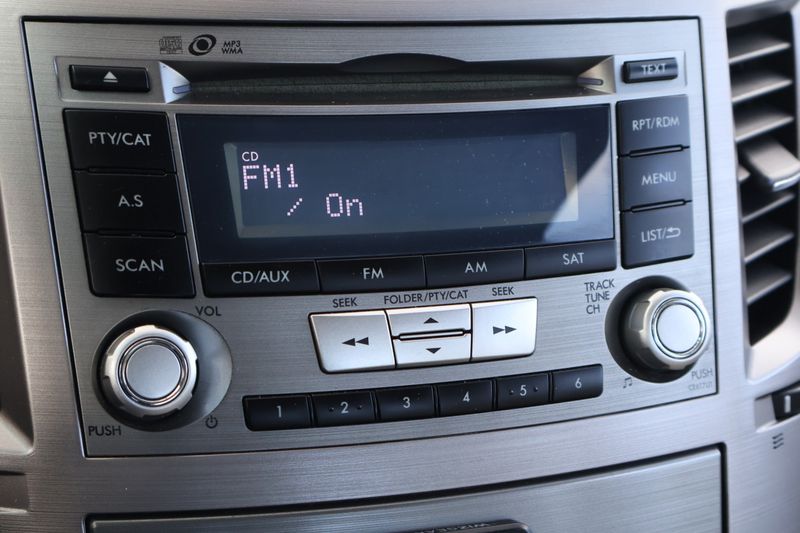 MP3
WMA
TEXT
PTY/CAT
A.S
SCAN
CD
FM1
/ On
RPT/RDM
MENU
LIST/
CD/AUX FM AM SAT
VOL
SEEK FOLDER/PTY/CAT SEEK
TRACK
TUNE
CH
1 2 3 4 5 6
PUSH
PUSH